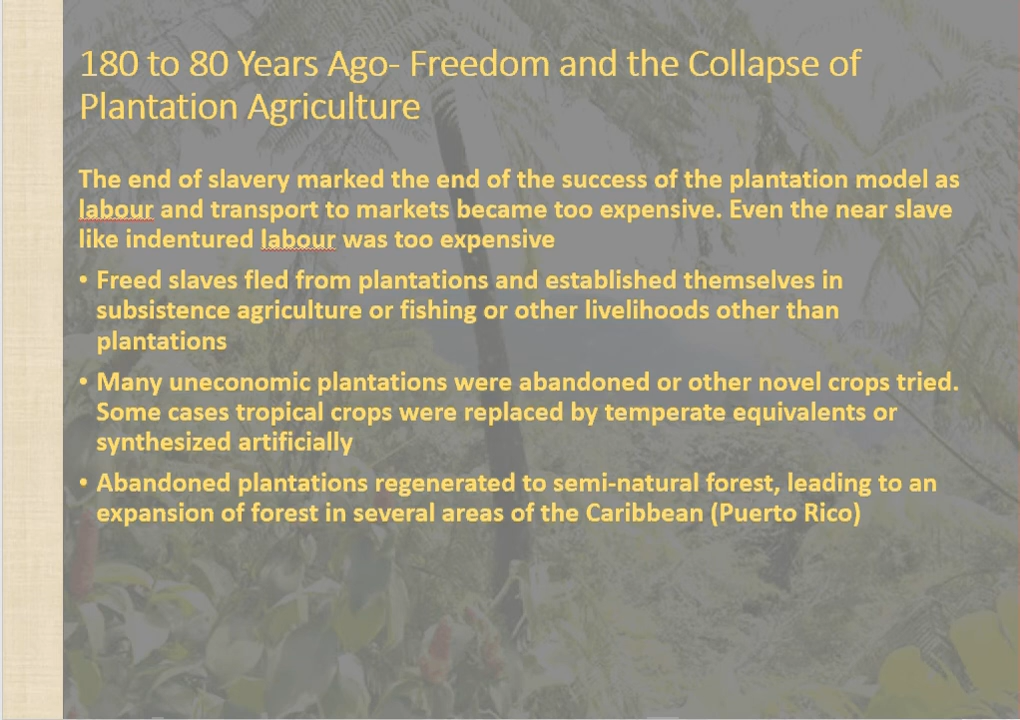 180 to 80 Years Ago- Freedom and the Collapse of
Plantation Agriculture
The end of slavery marked the end of the success of the plantation model as
labour and transport to markets became too expensive. Even the near slave
like indentured labour was too expensive
• Freed slaves fled from plantations and established themselves in
subsistence agriculture or fishing or other livelihoods other than
plantations
• Many uneconomic plantations were abandoned or other novel crops tried.
Some cases tropical crops were replaced by temperate equivalents or
synthesized artificially
• Abandoned plantations regenerated to semi-natural forest, leading to an
expansion of forest in several areas of the Caribbean (Puerto Rico)